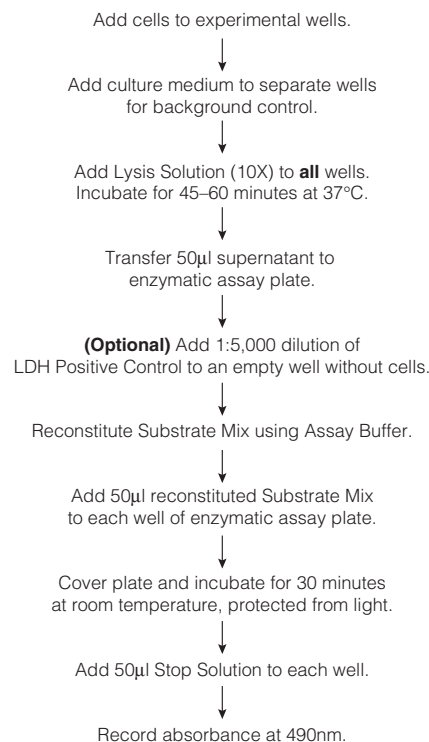 Add cells to experimental wells.
Add culture medium to separate wells
for background control.
Add Lysis Solution (10X) to all wells.
Incubate for 45–60 minutes at 37°C.
Transfer 50μl supernatant to
enzymatic assay plate.
(Optional) Add 1:5,000 dilution of
LDH Positive Control to an empty well without cells.
Reconstitute Substrate Mix using Assay Buffer.
Add 50μl reconstituted Substrate Mix
to each well of enzymatic assay plate.
Cover plate and incubate for 30 minutes
at room temperature, protected from light.
Add 50μl Stop Solution to each well.
Record absorbance at 490nm.